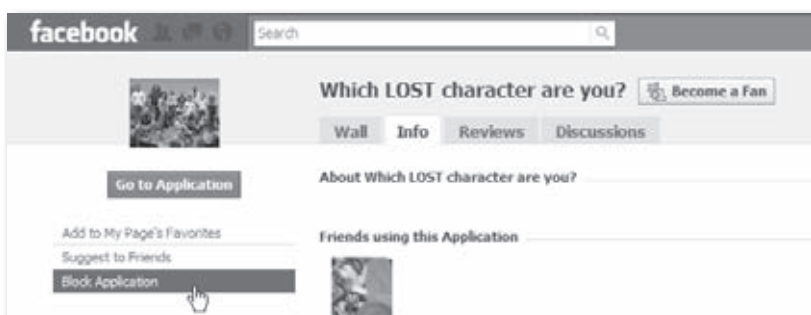 facebook
Search
Which LOST character are you?
Become a Fan
Wall
Info
Reviews
Discussions
Go to Application
About Which LOST character are you?
Add to My Page's Favorites
Friends using this Application
Suggest to Friends
Block Application